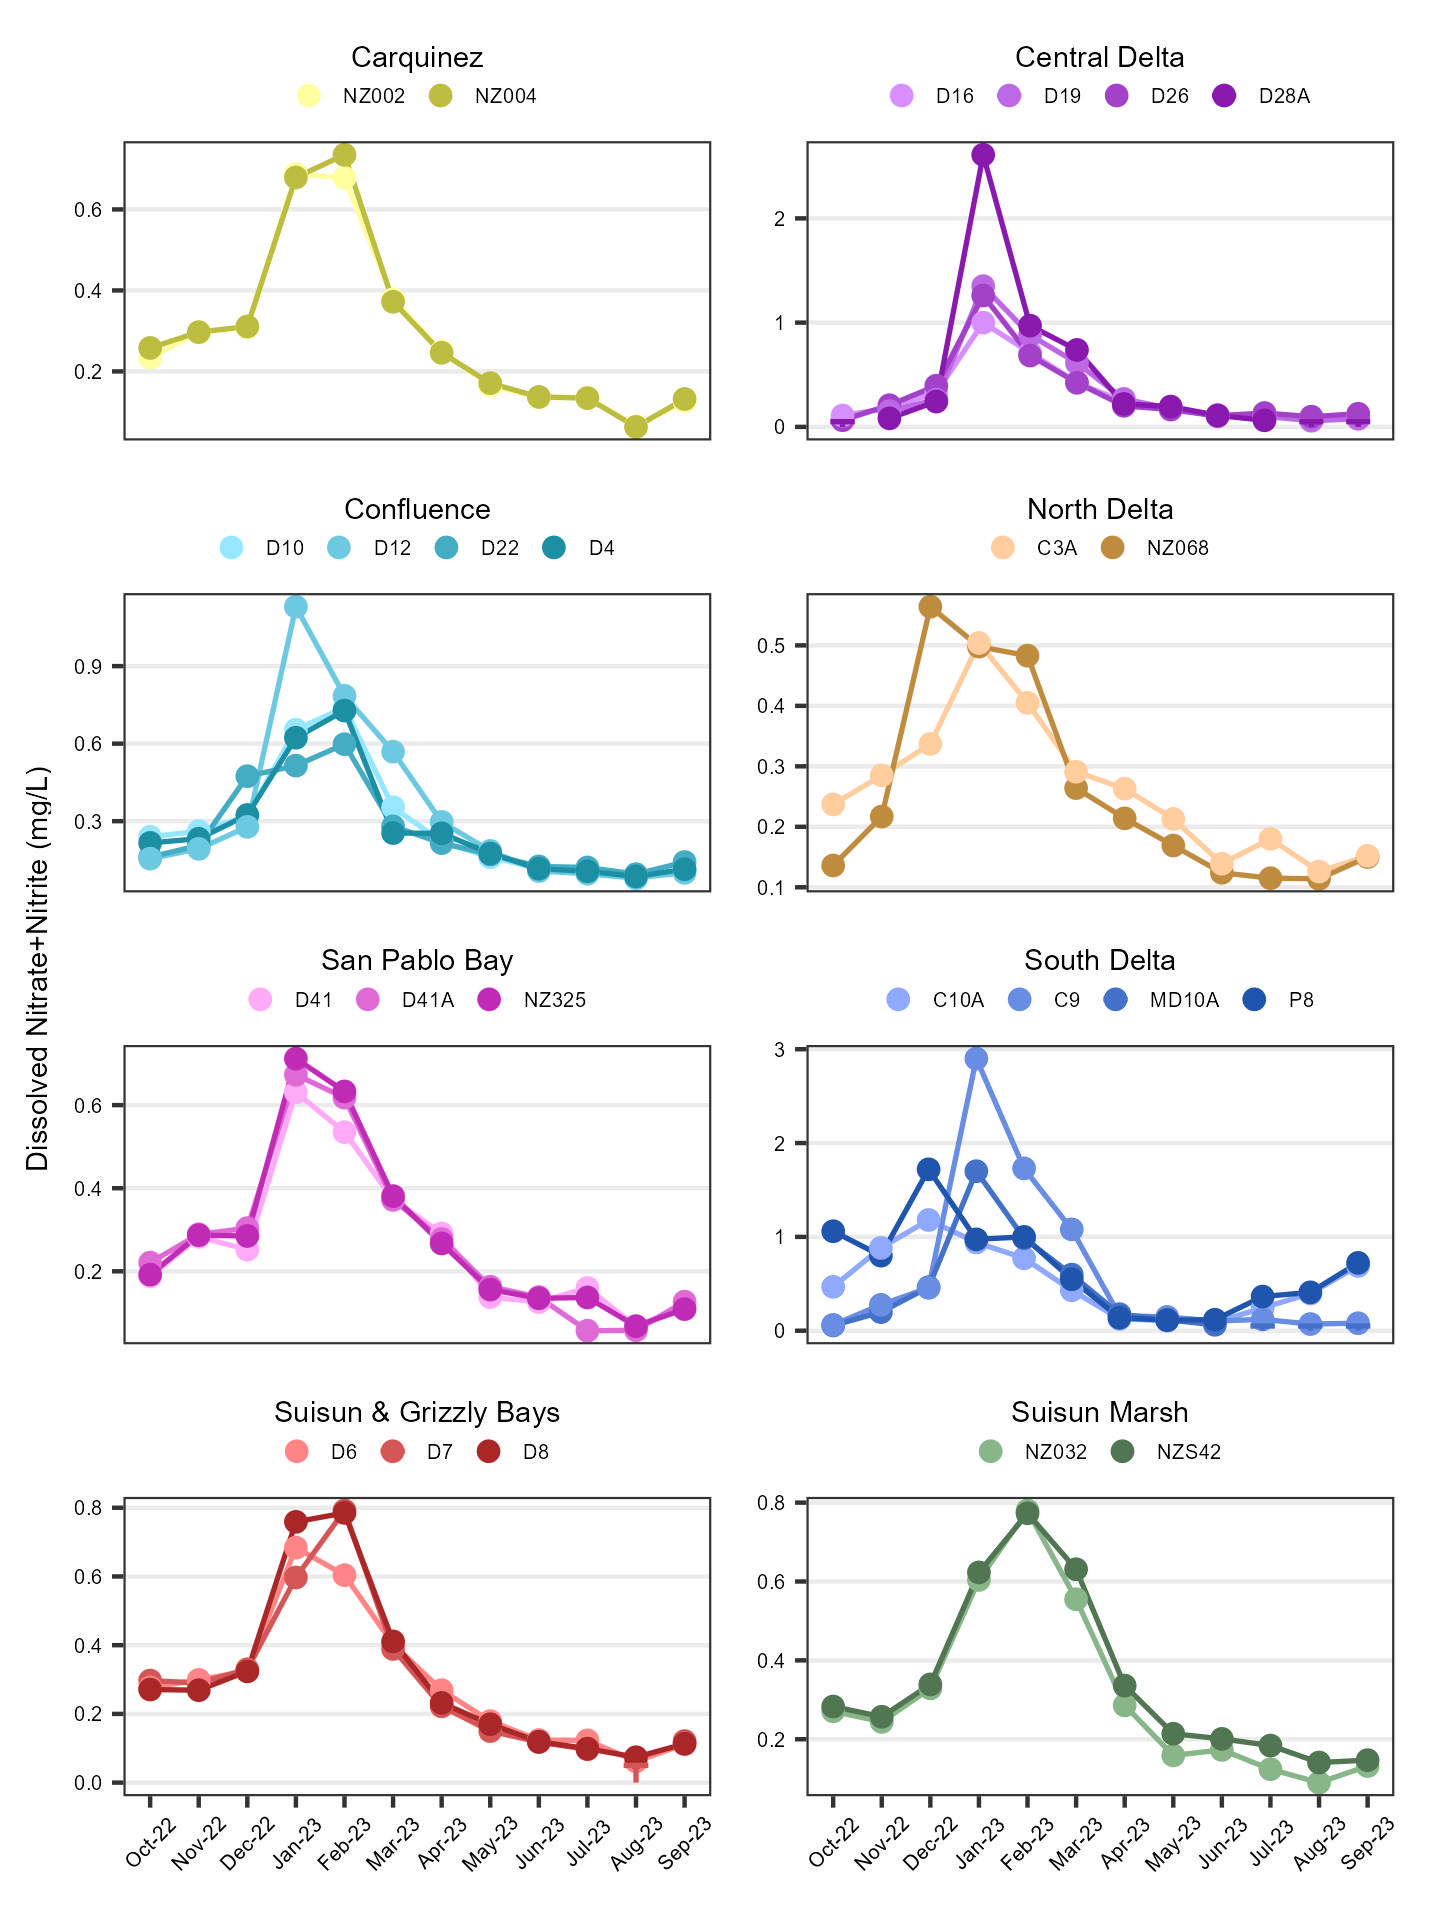 Carquinez
NZ002 NZ004
0.6
0.4
0.2
Central Delta
D16 D19 D26 D28A
2
1
0
Confluence
D10 D12 D22 D4
0.9
0.6
0.3
North Delta
C3A NZ068
0.5
0.4
0.3
0.2
0.1
Dissolved Nitrate+Nitrite (mg/L)
San Pablo Bay
D41 D41A NZ325
0.6
0.4
0.2
South Delta
C10A C9 MD10A P8
3
2
1
0
Suisun & Grizzly Bays
D6 D7 D8
0.8
0.6
0.4
0.2
0.0
Oct-22 Nov-22 Dec-22 Jan-23 Feb-23 Mar-23 Apr-23 May-23 Jun-23 Jul-23 Aug-23 Sep-23
Suisun Marsh
NZ032 NZS42
0.8
0.6
0.4
0.2
Oct-22 Nov-22 Dec-22 Jan-23 Feb-23 Mar-23 Apr-23 May-23 Jun-23 Jul-23 Aug-23 Sep-23